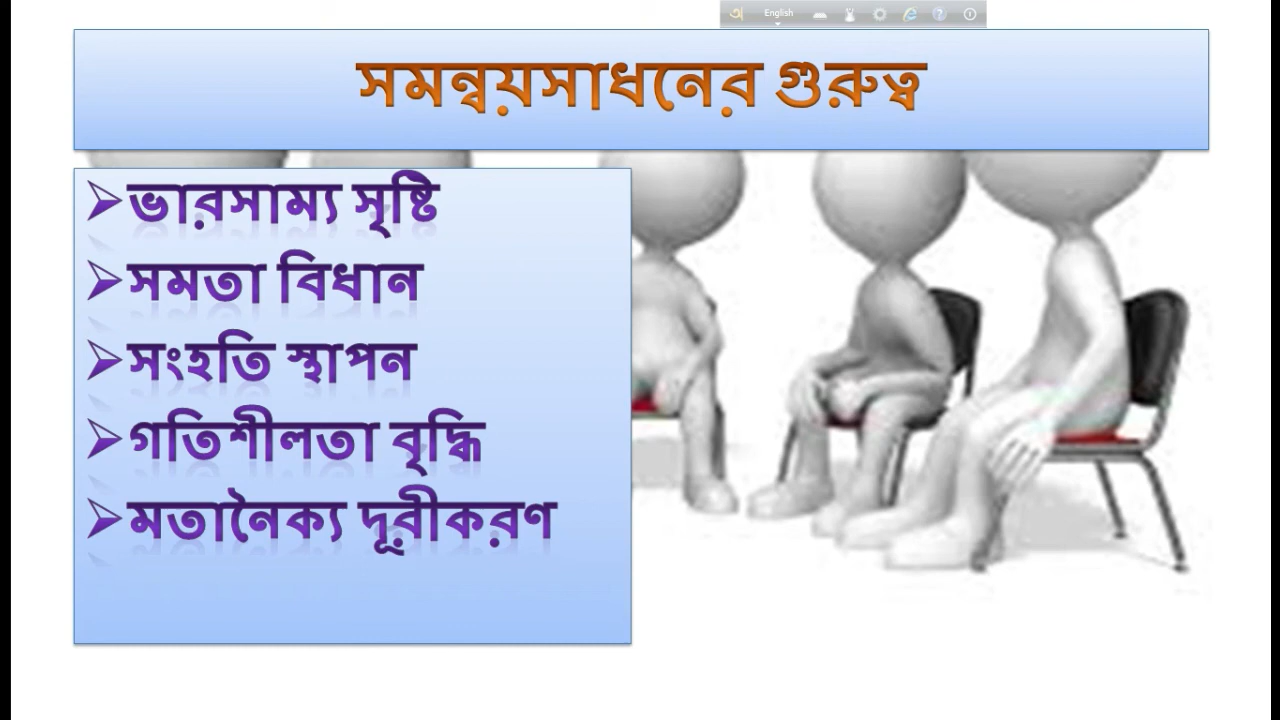 English
সমন্বয়সাধনের গুরুত্ব
ভারসাম্য সৃষ্টি
সমতা বিধান
সংহতি স্থাপন
গতিশীলতা বৃদ্ধি
মতানৈক্য দূরীকরণ